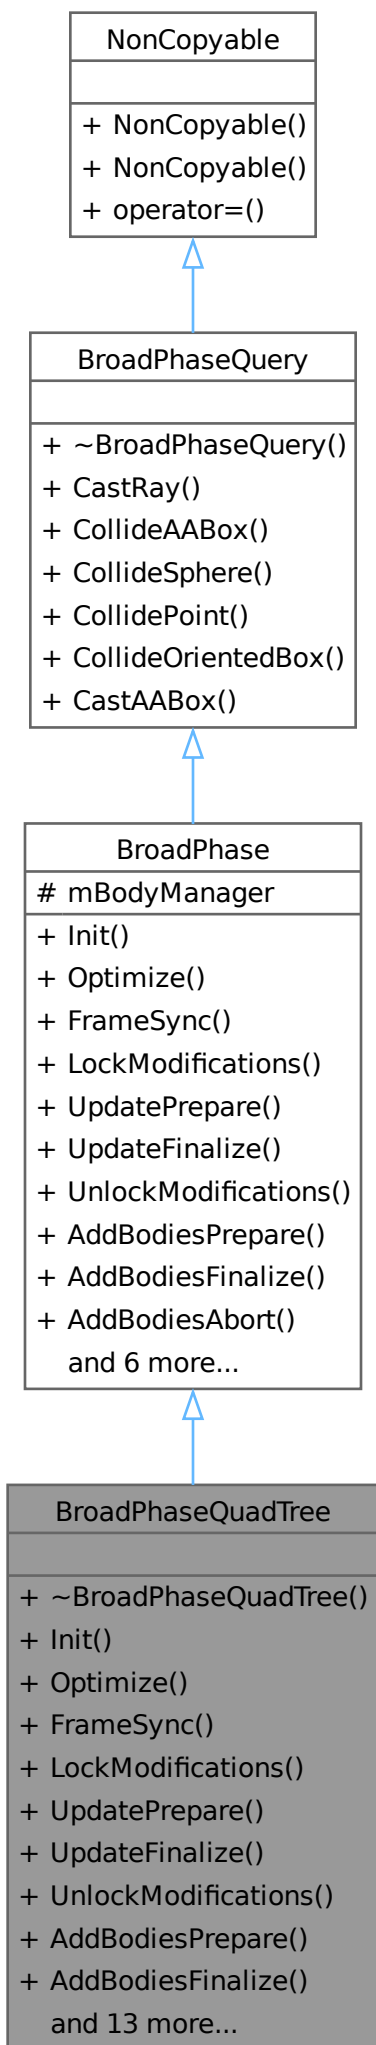 NonCopyable
+ NonCopyable()
+ NonCopyable()
+ operator=()
BroadPhaseQuery
+ ~BroadPhaseQuery()
+ CastRay()
+ CollideAABox()
+ CollideSphere()
+ CollidePoint()
+ CollideOrientedBox()
+ CastAABox()
BroadPhase
# mBodyManager
+ Init()
+ Optimize()
+ FrameSync()
+ LockModifications()
+ UpdatePrepare()
+ UpdateFinalize()
+ UnlockModifications()
+ AddBodiesPrepare()
+ AddBodiesFinalize()
+ AddBodiesAbort()
and 6 more...
BroadPhaseQuadTree
+ ~BroadPhaseQuadTree()
+ Init()
+ Optimize()
+ FrameSync()
+ LockModifications()
+ UpdatePrepare()
+ UpdateFinalize()
+ UnlockModifications()
+ AddBodiesPrepare()
+ AddBodiesFinalize()
and 13 more...